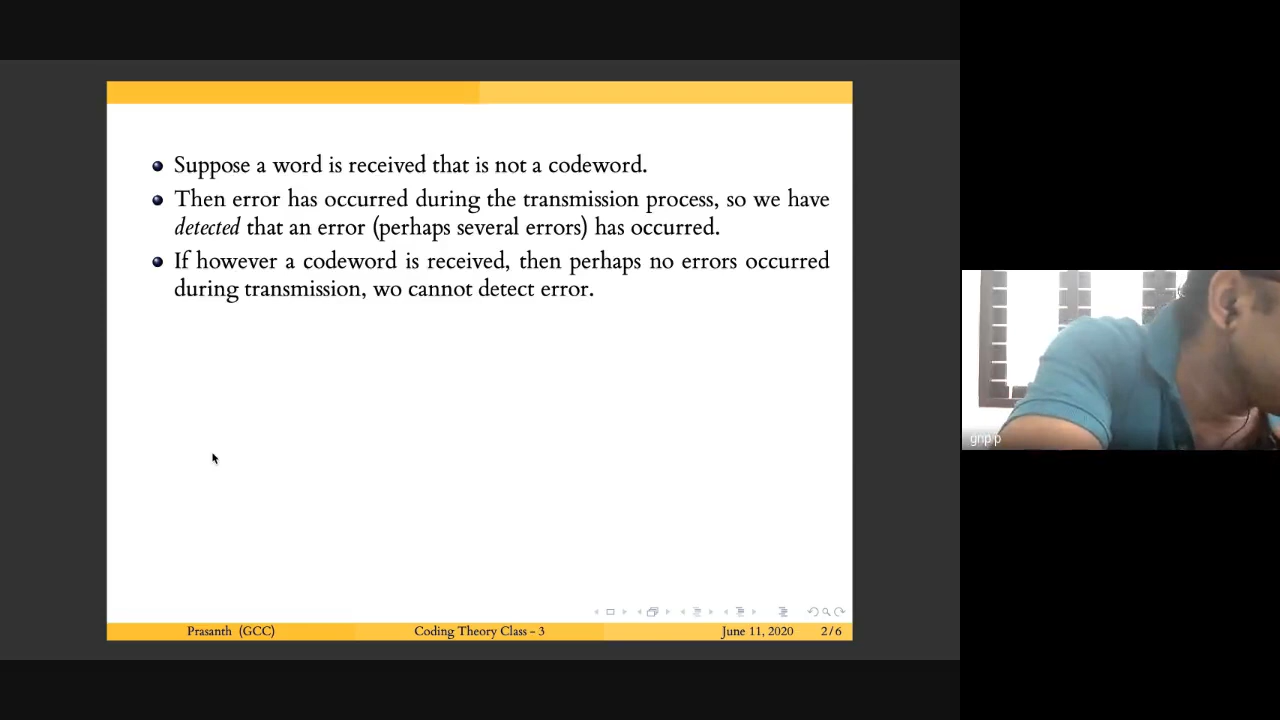 Suppose a word is received that is not a codeword.
Then error has occurred during the transmission process, so we have
detected that an error (perhaps several errors) has occurred.
If however a codeword is received, then perhaps no errors occurred
during transmission, wo cannot detect error.
Prasanth (GCC) Coding Theory Class - 3 June 11, 2020 2/6
gnp p